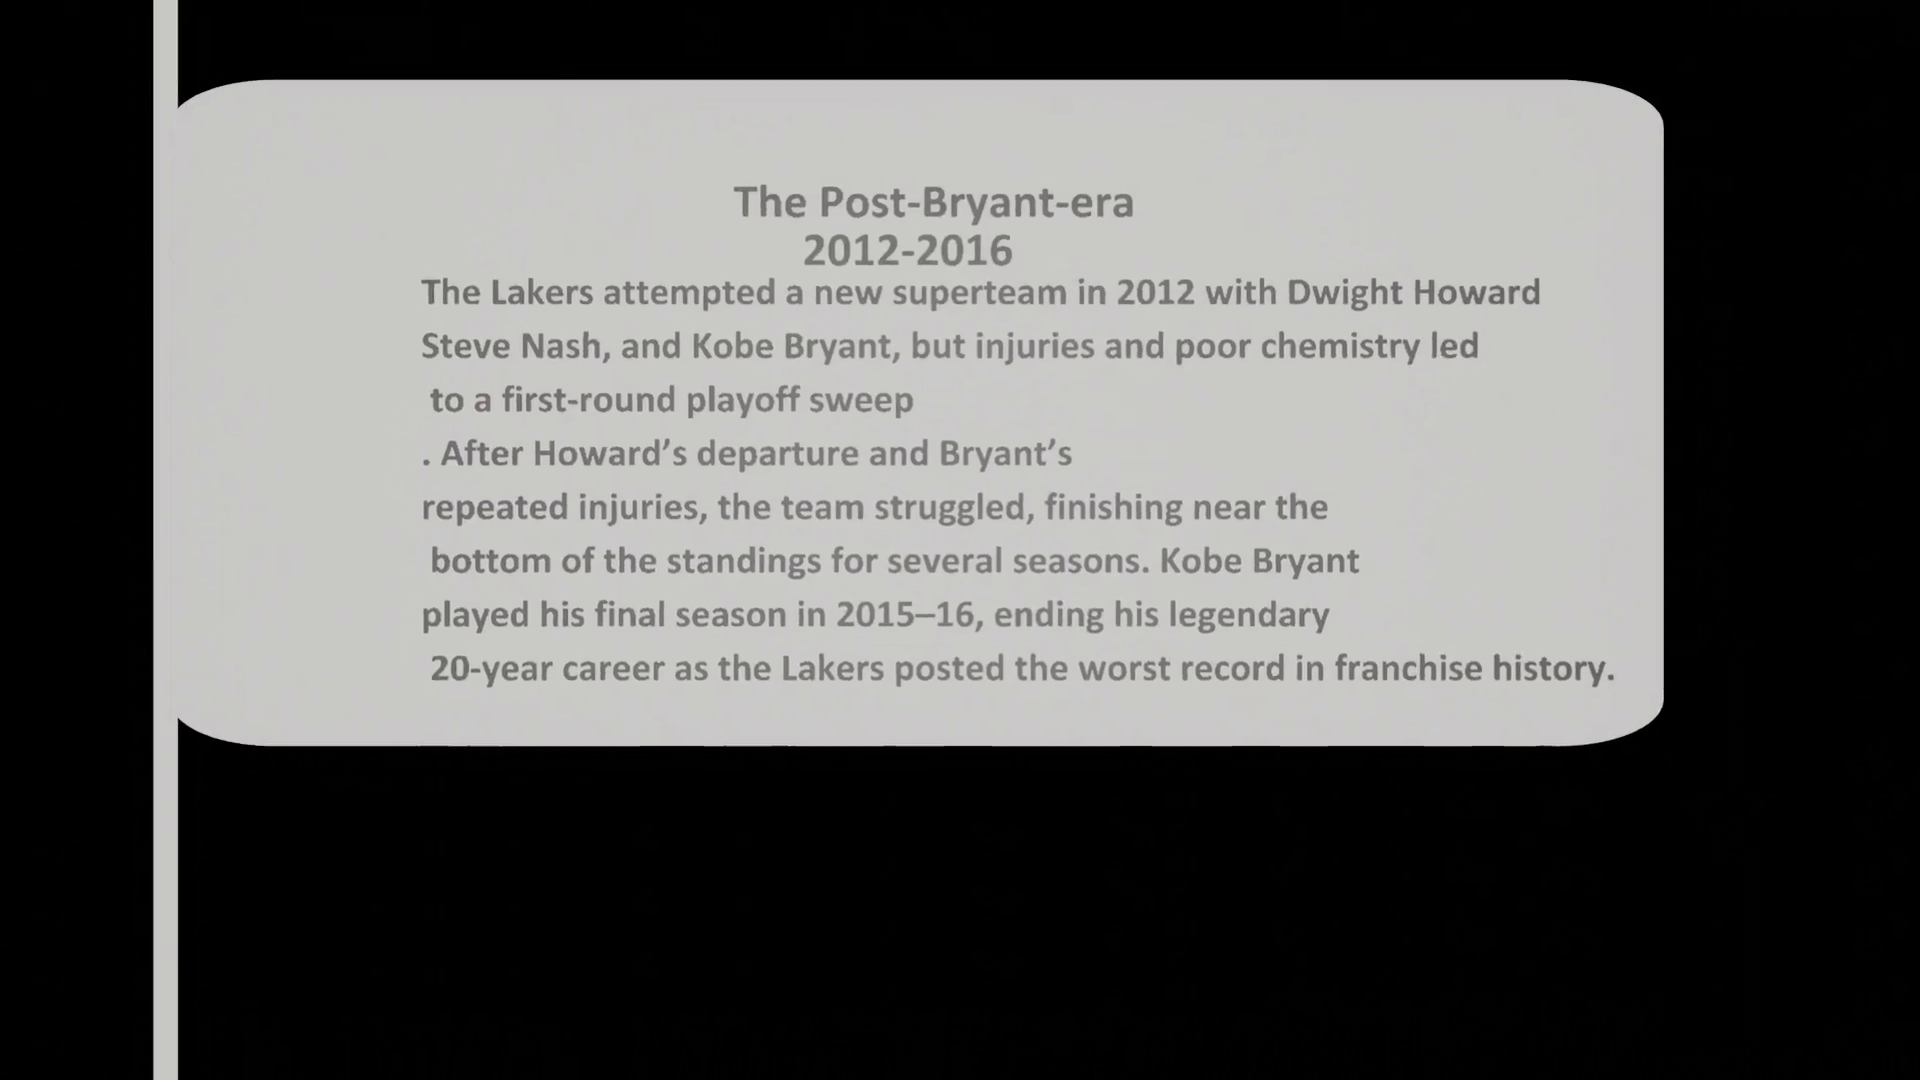 The Post-Bryant-era
2012-2016
The Lakers attempted a new superteam in 2012 with Dwight Howard
Steve Nash, and Kobe Bryant, but injuries and poor chemistry led
to a first-round playoff sweep
. After Howard’s departure and Bryant’s
repeated injuries, the team struggled, finishing near the
bottom of the standings for several seasons. Kobe Bryant
played his final season in 2015–16, ending his legendary
20-year career as the Lakers posted the worst record in franchise history.